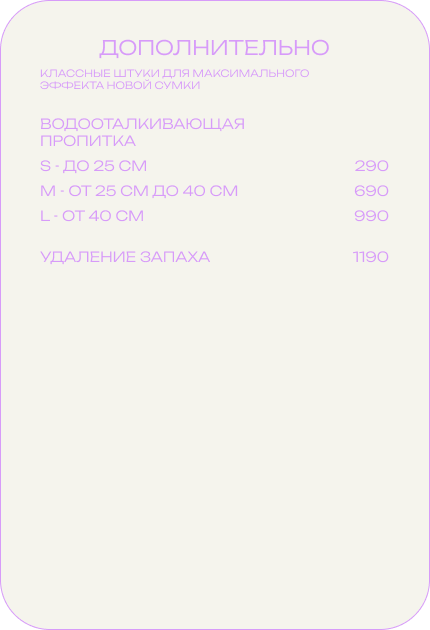 ДОПОЛНИТЕЛЬНО
КЛАССНЫЕ ШТУКИ ДЛЯ МАКСИМАЛЬНОГО
ЭФФЕКТА НОВОЙ СУМКИ
ВОДООТАЛКИВАЮЩАЯ
ПРОПИТКА
S - ДО 25 СМ 290
M - ОТ 25 СМ ДО 40 СМ 690
L - ОТ 40 СМ 990
УДАЛЕНИЕ ЗАПАХА 1190